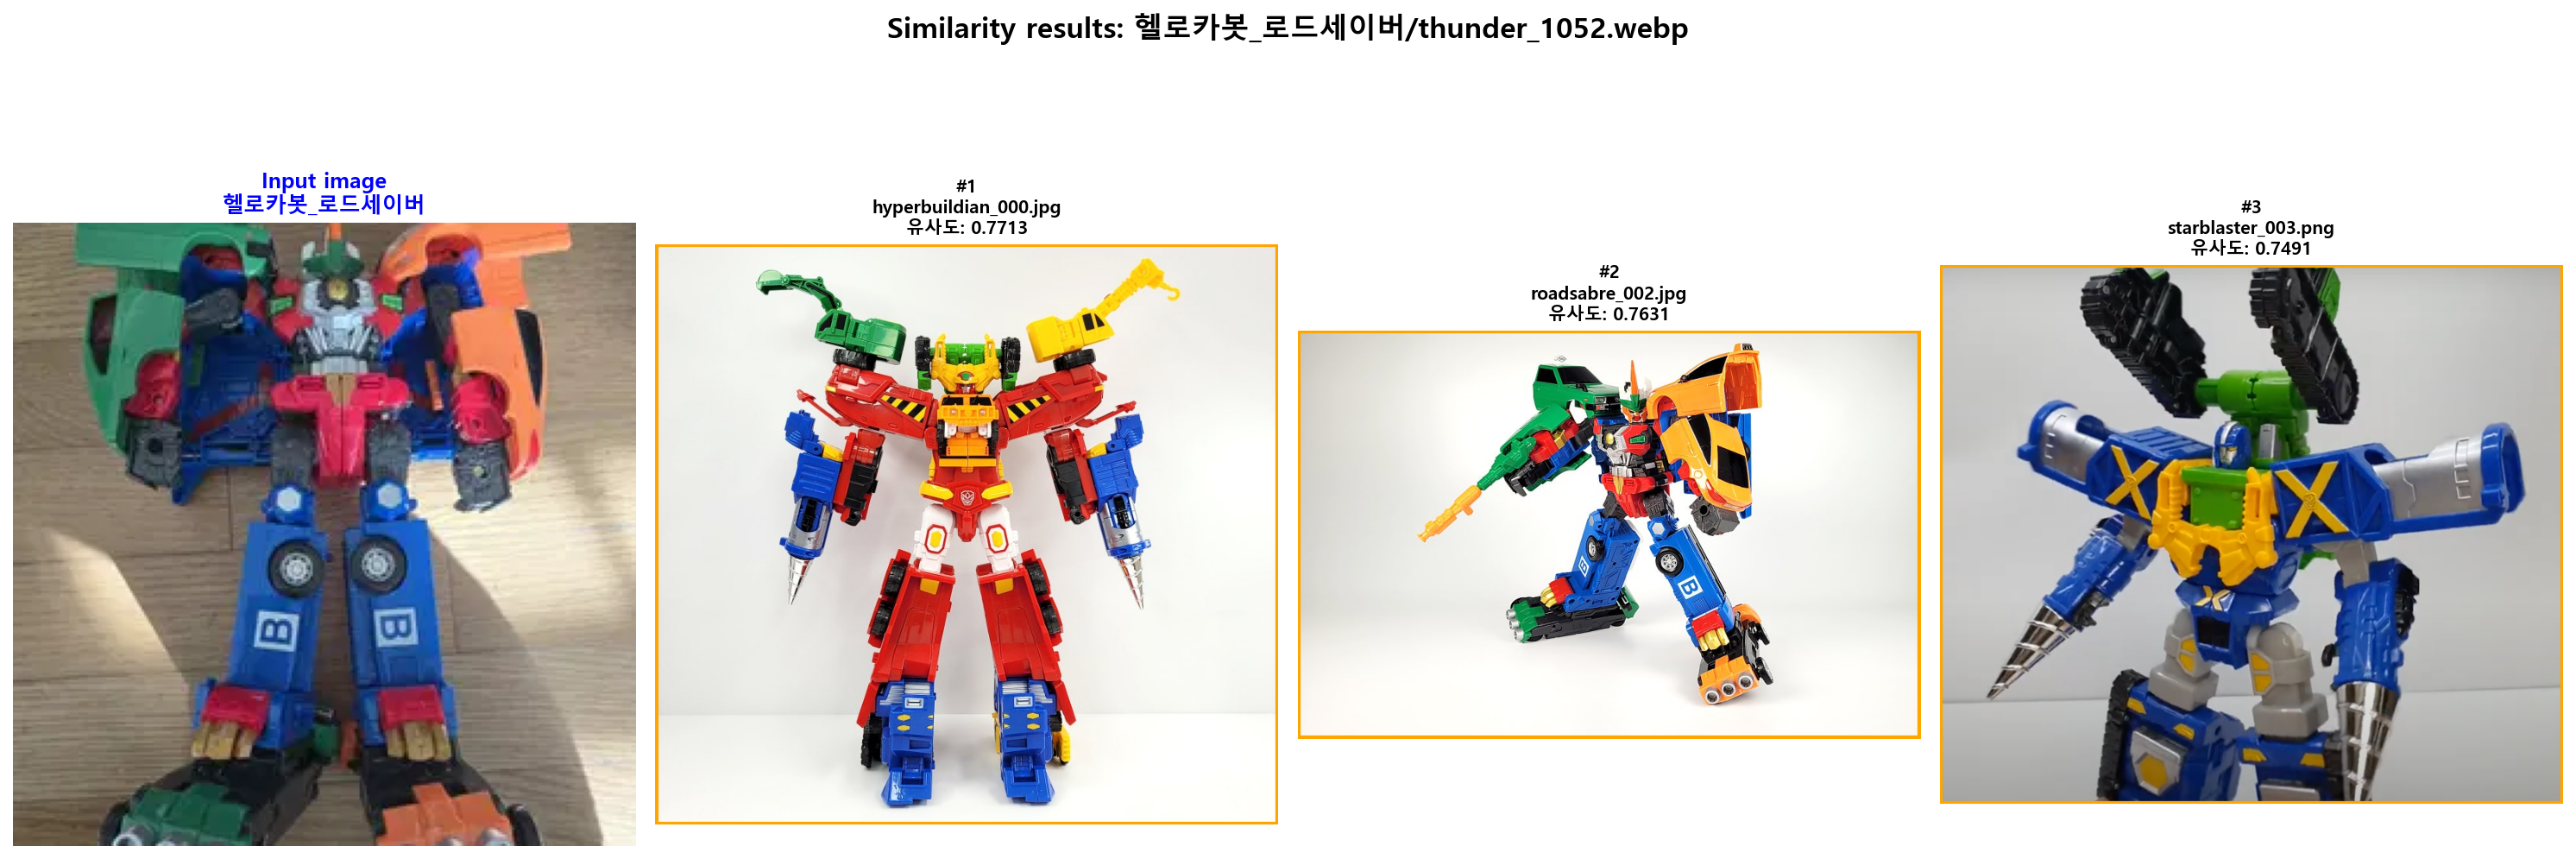 Similarity results: 헬로카봇_로드세이버/thunder_1052.webp
Input image
헬로카봇_로드세이버
#1
hyperbuildian_000.jpg
유사도: 0.7713
#2
roadsabre_002.jpg
유사도: 0.7631
#3
starblaster_003.png
유사도: 0.7491
B
B
B
B